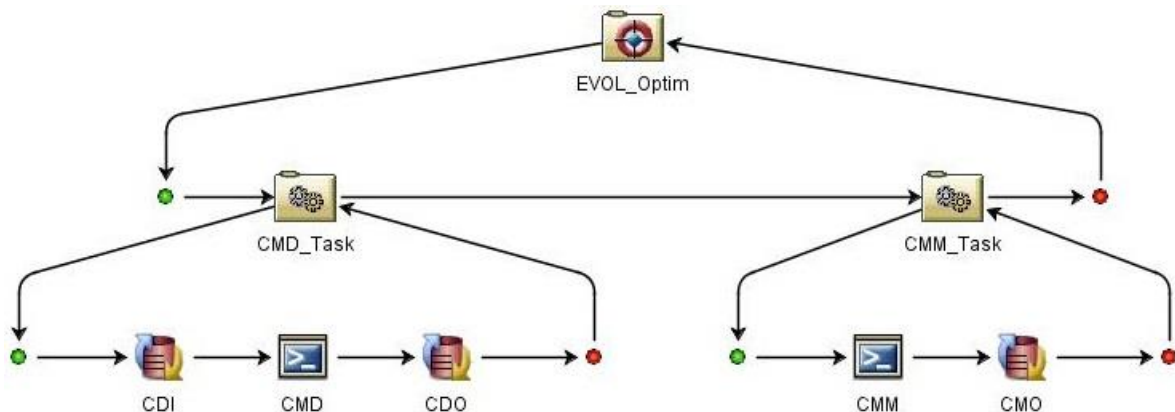 EVOL_Optim
CMD_Task
CMM_Task
CDI
CMD
CDO
CMM
CMO